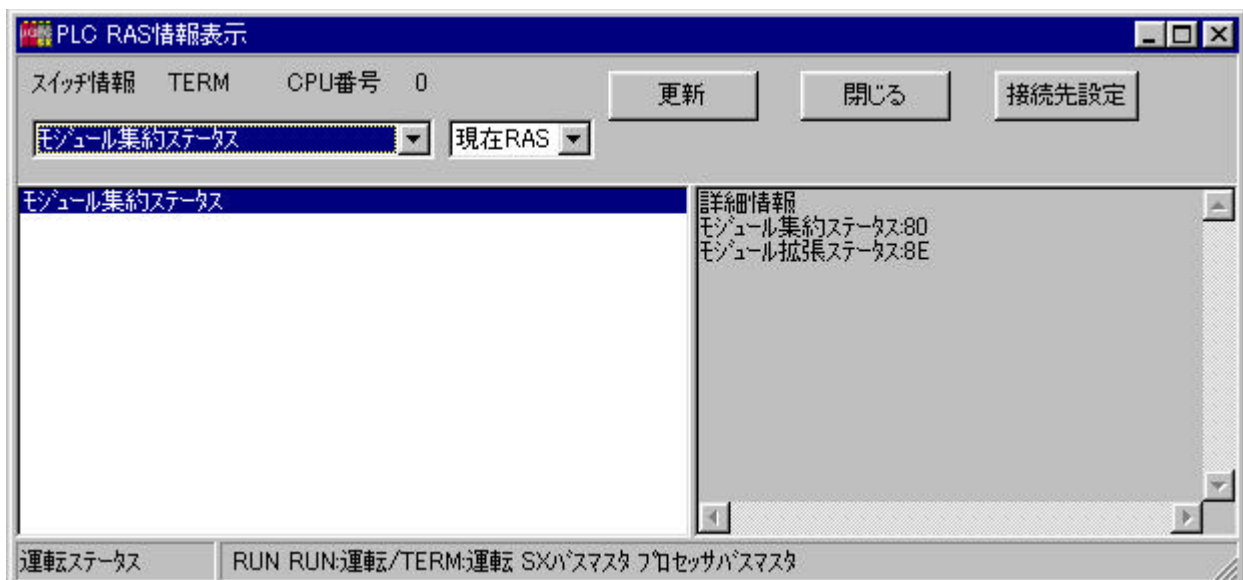 PLC RAS情報表示
スイッチ情報 TERM CPU番号 0
更新 閉じる 接続先設定
モジュール集約ステータス 現在RAS
モジュール集約ステータス
詳細情報
モジュール集約ステータス:80
モジュール拡張ステータス:8E
運転ステータス RUN RUN:運転/TERM:運転 SXバスマスタ プロセッサバスマスタ